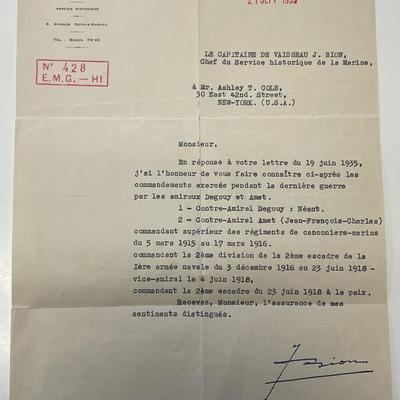 SERVICE HISTORIQUE
3, AVENUE OCTAVE-GRÉARD
TÉL. : SÉGUR 79-40
21 SEPT 1935
N° 428
E.M.G. — HI
LE CAPITAINE DE VAISSEAU J. BION,
Chef du Service historique de la Marine,
à Mr. Ashley T. COLE,
30 East 42nd. Street,
NEW-YORK. (U.S.A.)
Monsieur,
En réponse à votre lettre du 19 juin 1935,
j'ai l'honneur de vous faire connaître ci-après les
commandements exercés pendant la dernière guerre
par les amiraux Degouy et Amet.
1 - Contre-Amiral Degouy : Néant.
2 - Contre-Amiral Amet (Jean-François-Charles)
commandant supérieur des régiments de canonniers-marins
du 5 mars 1915 au 17 mars 1916.
commandant la 2ème division de la 2ème escadre de la
Ière armée navale du 3 décembre 1916 au 23 juin 1918 -
vice-amiral le 4 juin 1918,
commandant la 2ème escadre du 23 juin 1918 à la paix.
Recevez, Monsieur, l'assurance de mes
sentiments distingués.
JBion